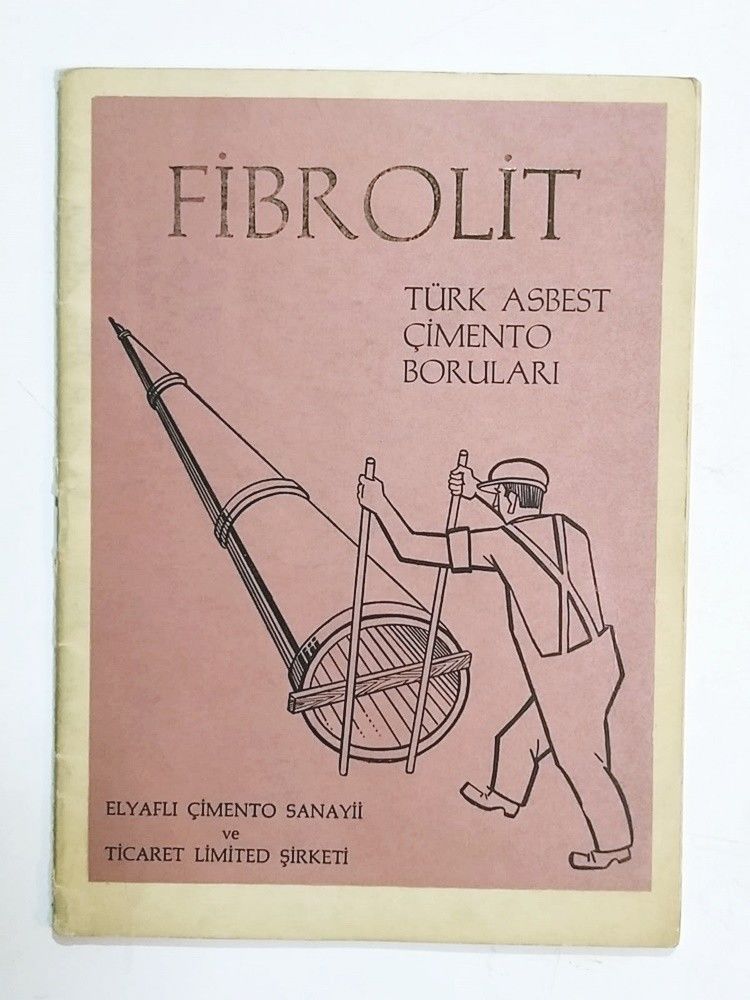 FİBROLİT
TÜRK ASBEST
ÇİMENTO
BORULARI
ELYAFLI ÇİMENTO SANAYİİ
ve
TİCARET LİMİTED ŞİRKETİ